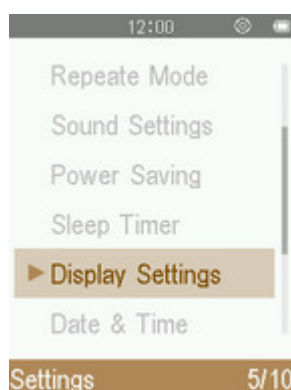 12:00
Repeate Mode
Sound Settings
Power Saving
Sleep Timer
Display Settings
Date & Time
Settings 5/10